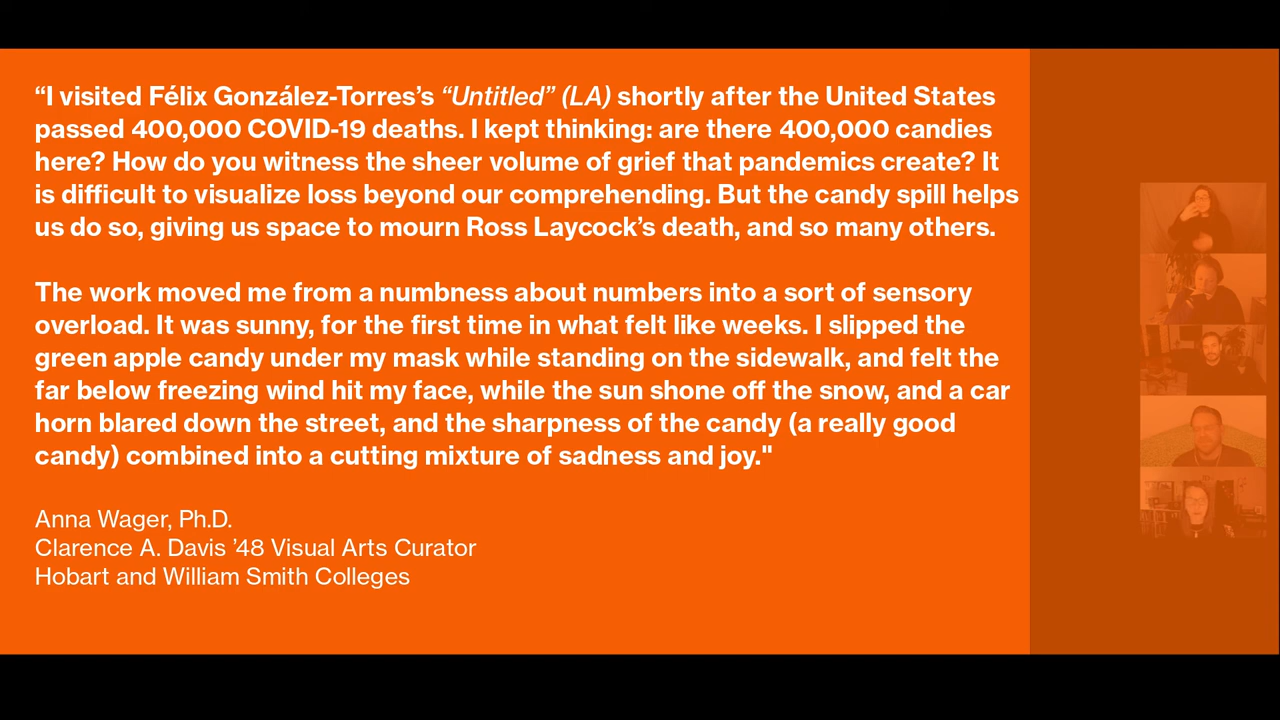 “I visited Félix González-Torres’s “Untitled” (LA) shortly after the United States
passed 400,000 COVID-19 deaths. I kept thinking: are there 400,000 candies
here? How do you witness the sheer volume of grief that pandemics create? It
is difficult to visualize loss beyond our comprehending. But the candy spill helps
us do so, giving us space to mourn Ross Laycock’s death, and so many others.
The work moved me from a numbness about numbers into a sort of sensory
overload. It was sunny, for the first time in what felt like weeks. I slipped the
green apple candy under my mask while standing on the sidewalk, and felt the
far below freezing wind hit my face, while the sun shone off the snow, and a car
horn blared down the street, and the sharpness of the candy (a really good
candy) combined into a cutting mixture of sadness and joy."
Anna Wager, Ph.D.
Clarence A. Davis ’48 Visual Arts Curator
Hobart and William Smith Colleges